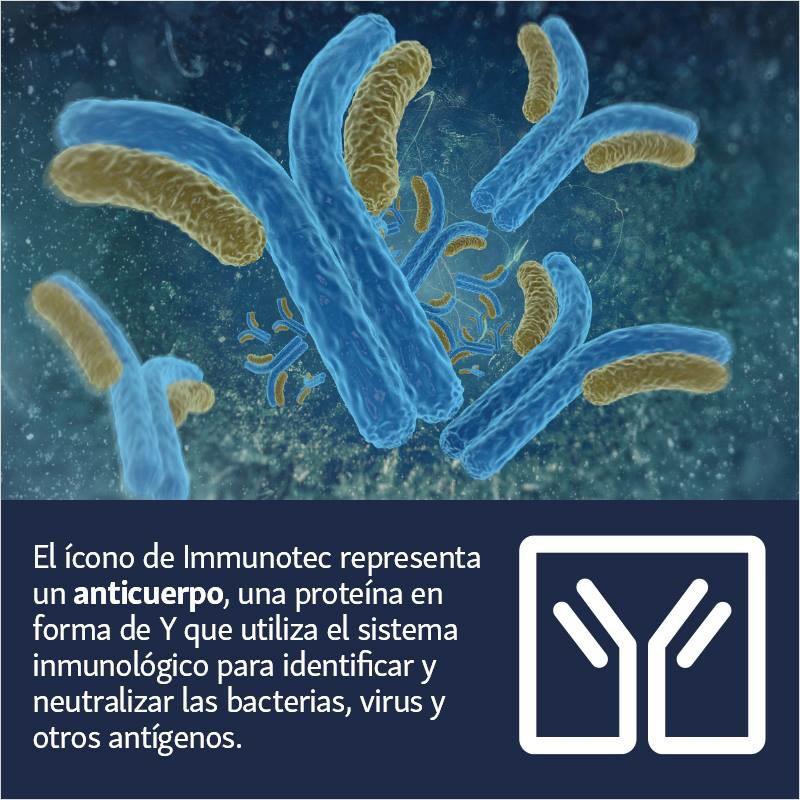 El ícono de Immunotec representa
un anticuerpo, una proteína en
forma de Y que utiliza el sistema
inmunológico para identificar y
neutralizar las bacterias, virus y
otros antígenos.